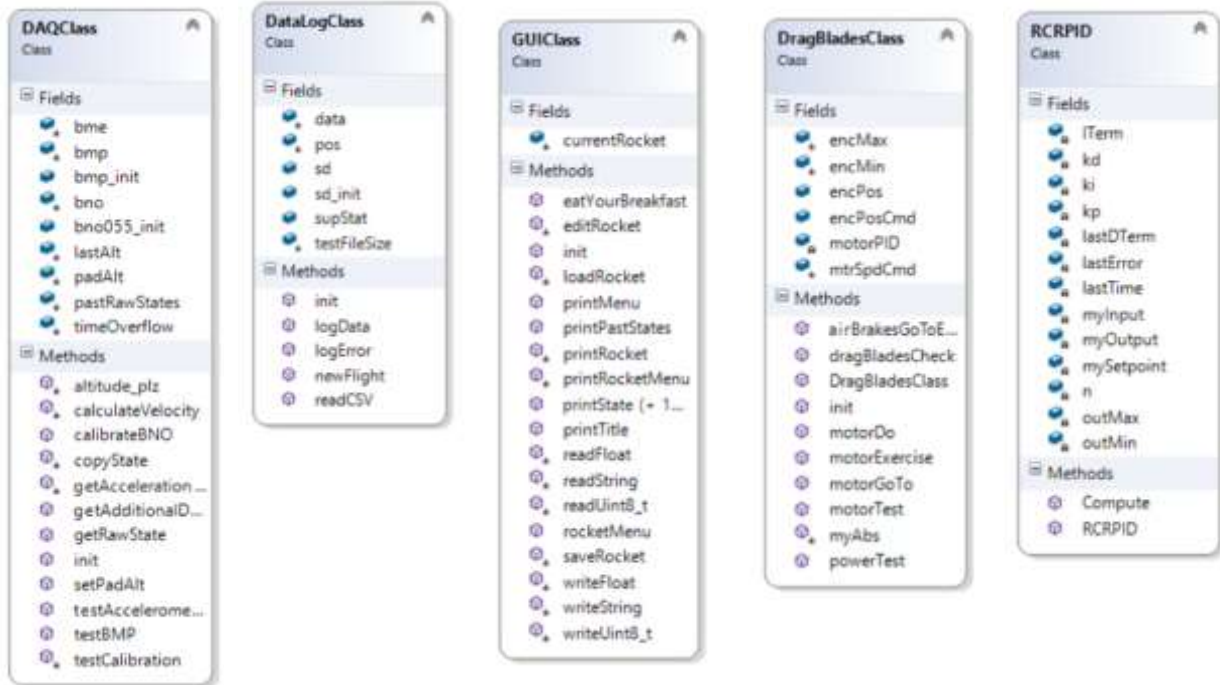 DAQClass
Class
Fields
bme
bmp
bmp_init
bno
bno055_init
lastAlt
padAlt
pastRawStates
timeOverflow
Methods
altitude_plz
calculateVelocity
calibrateBNO
copyState
getAcceleration...
getAdditionalD...
getRawState
init
setPadAlt
testAccelerome...
testBMP
testCalibration
DataLogClass
Class
Fields
data
pos
sd
sd_init
supStat
testFileSize
Methods
init
logData
logError
newFlight
readCSV
GUIClass
Class
Fields
currentRocket
Methods
eatYourBreakfast
editRocket
init
loadRocket
printMenu
printPastStates
printRocket
printRocketMenu
printState (+ 1...
printTitle
readFloat
readString
readUint8_t
rocketMenu
saveRocket
writeFloat
writeString
writeUint8_t
DragBladesClass
Class
Fields
encMax
encMin
encPos
encPosCmd
motorPID
mtrSpdCmd
Methods
airBrakesGoToE...
dragBladesCheck
DragBladesClass
init
motorDo
motorExercise
motorGoTo
motorTest
myAbs
powerTest
RCRPID
Class
Fields
ITerm
kd
ki
kp
lastDTerm
lastError
lastTime
myInput
myOutput
mySetpoint
n
outMax
outMin
Methods
Compute
RCRPID